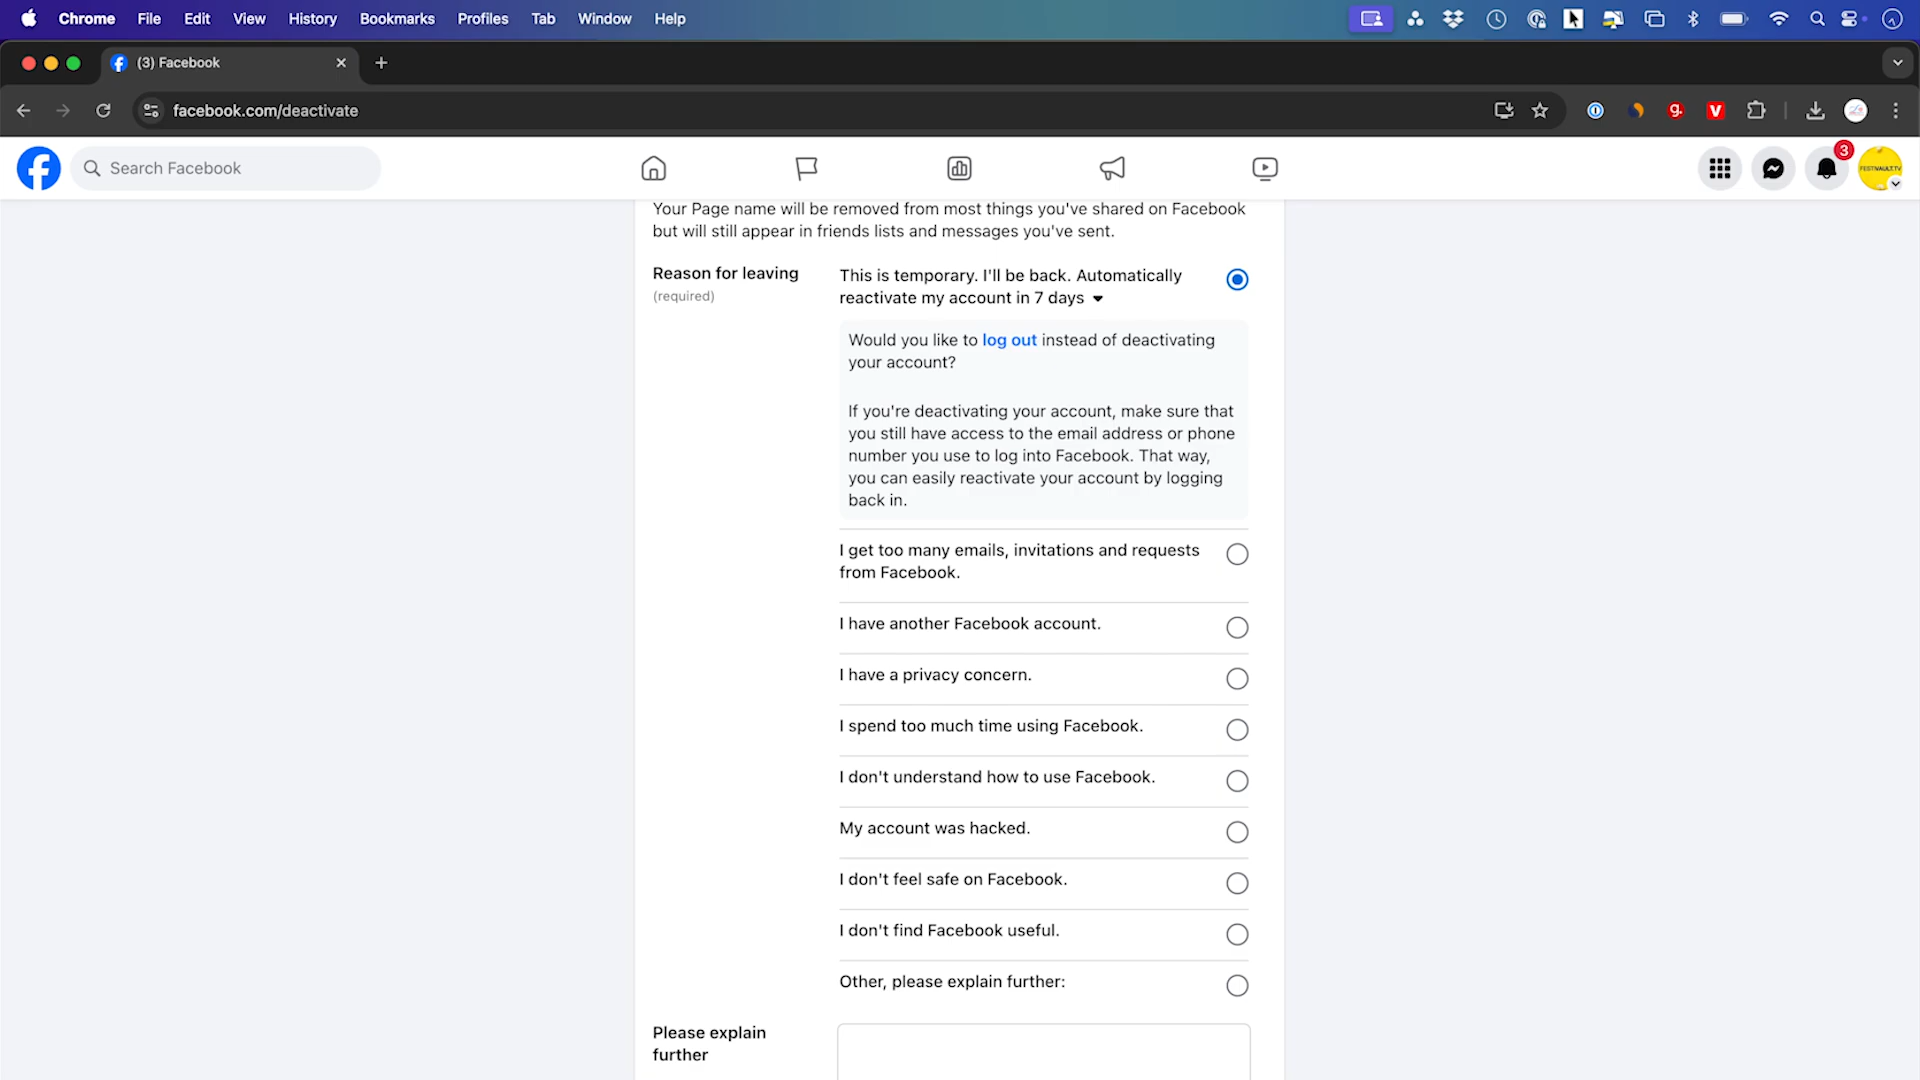 Chrome File Edit View History Bookmarks Profiles Tab Window Help
(3) Facebook
facebook.com/deactivate
Search Facebook
3
FESTIVAULT.TV
Your Page name will be removed from most things you've shared on Facebook
but will still appear in friends lists and messages you've sent.
Reason for leaving
(required)
This is temporary. I'll be back. Automatically
reactivate my account in 7 days
Would you like to log out instead of deactivating
your account?
If you're deactivating your account, make sure that
you still have access to the email address or phone
number you use to log into Facebook. That way,
you can easily reactivate your account by logging
back in.
I get too many emails, invitations and requests
from Facebook.
I have another Facebook account.
I have a privacy concern.
I spend too much time using Facebook.
I don't understand how to use Facebook.
My account was hacked.
I don't feel safe on Facebook.
I don't find Facebook useful.
Other, please explain further:
Please explain
further